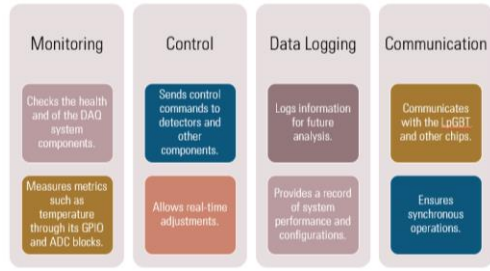 Monitoring
Checks the health
and of the DAQ
system
components.
Measures metrics
such as
temperature
through its GPIO
and ADC blocks.
Control
Sends control
commands to
detectors and
other
components.
Allows real-time
adjustments.
Data Logging
Logs information
for future
analysis.
Provides a record
of system
performance and
configurations.
Communication
Communicates
with the LpGBT
and other chips.
Ensures
synchronous
operations.